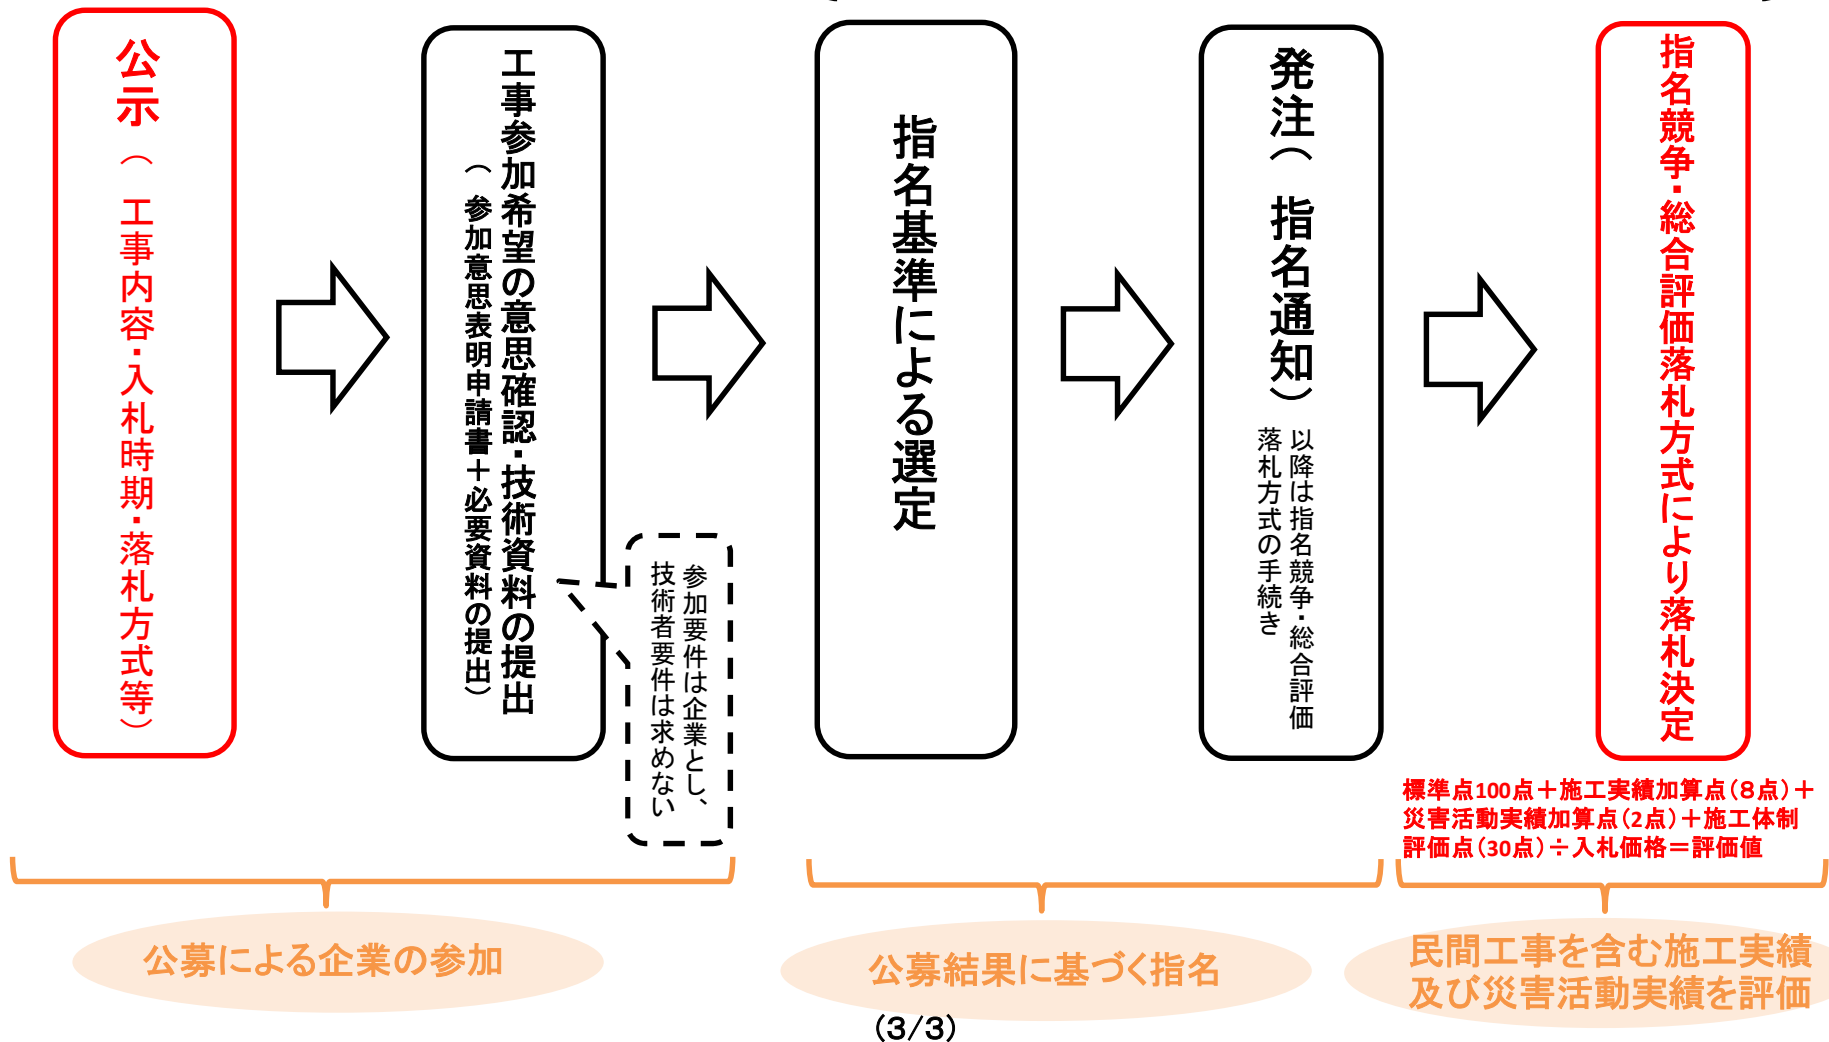 公示（工事内容・入札時期・落札方式等）
工事参加希望の意思確認・技術資料の提出
（参加意思表明申請書＋必要資料の提出）
参加要件は企業とし、
技術者要件は求めない
指名基準による選定
発注（指名通知）
以降は指名競争・総合評価
落札方式の手続き
指名競争・総合評価落札方式により落札決定
標準点100点＋施工実績加算点（８点）＋
災害活動実績加算点（2点）＋施工体制
評価点（30点）÷入札価格＝評価値
公募による企業の参加
公募結果に基づく指名
民間工事を含む施工実績
及び災害活動実績を評価
（３/３）